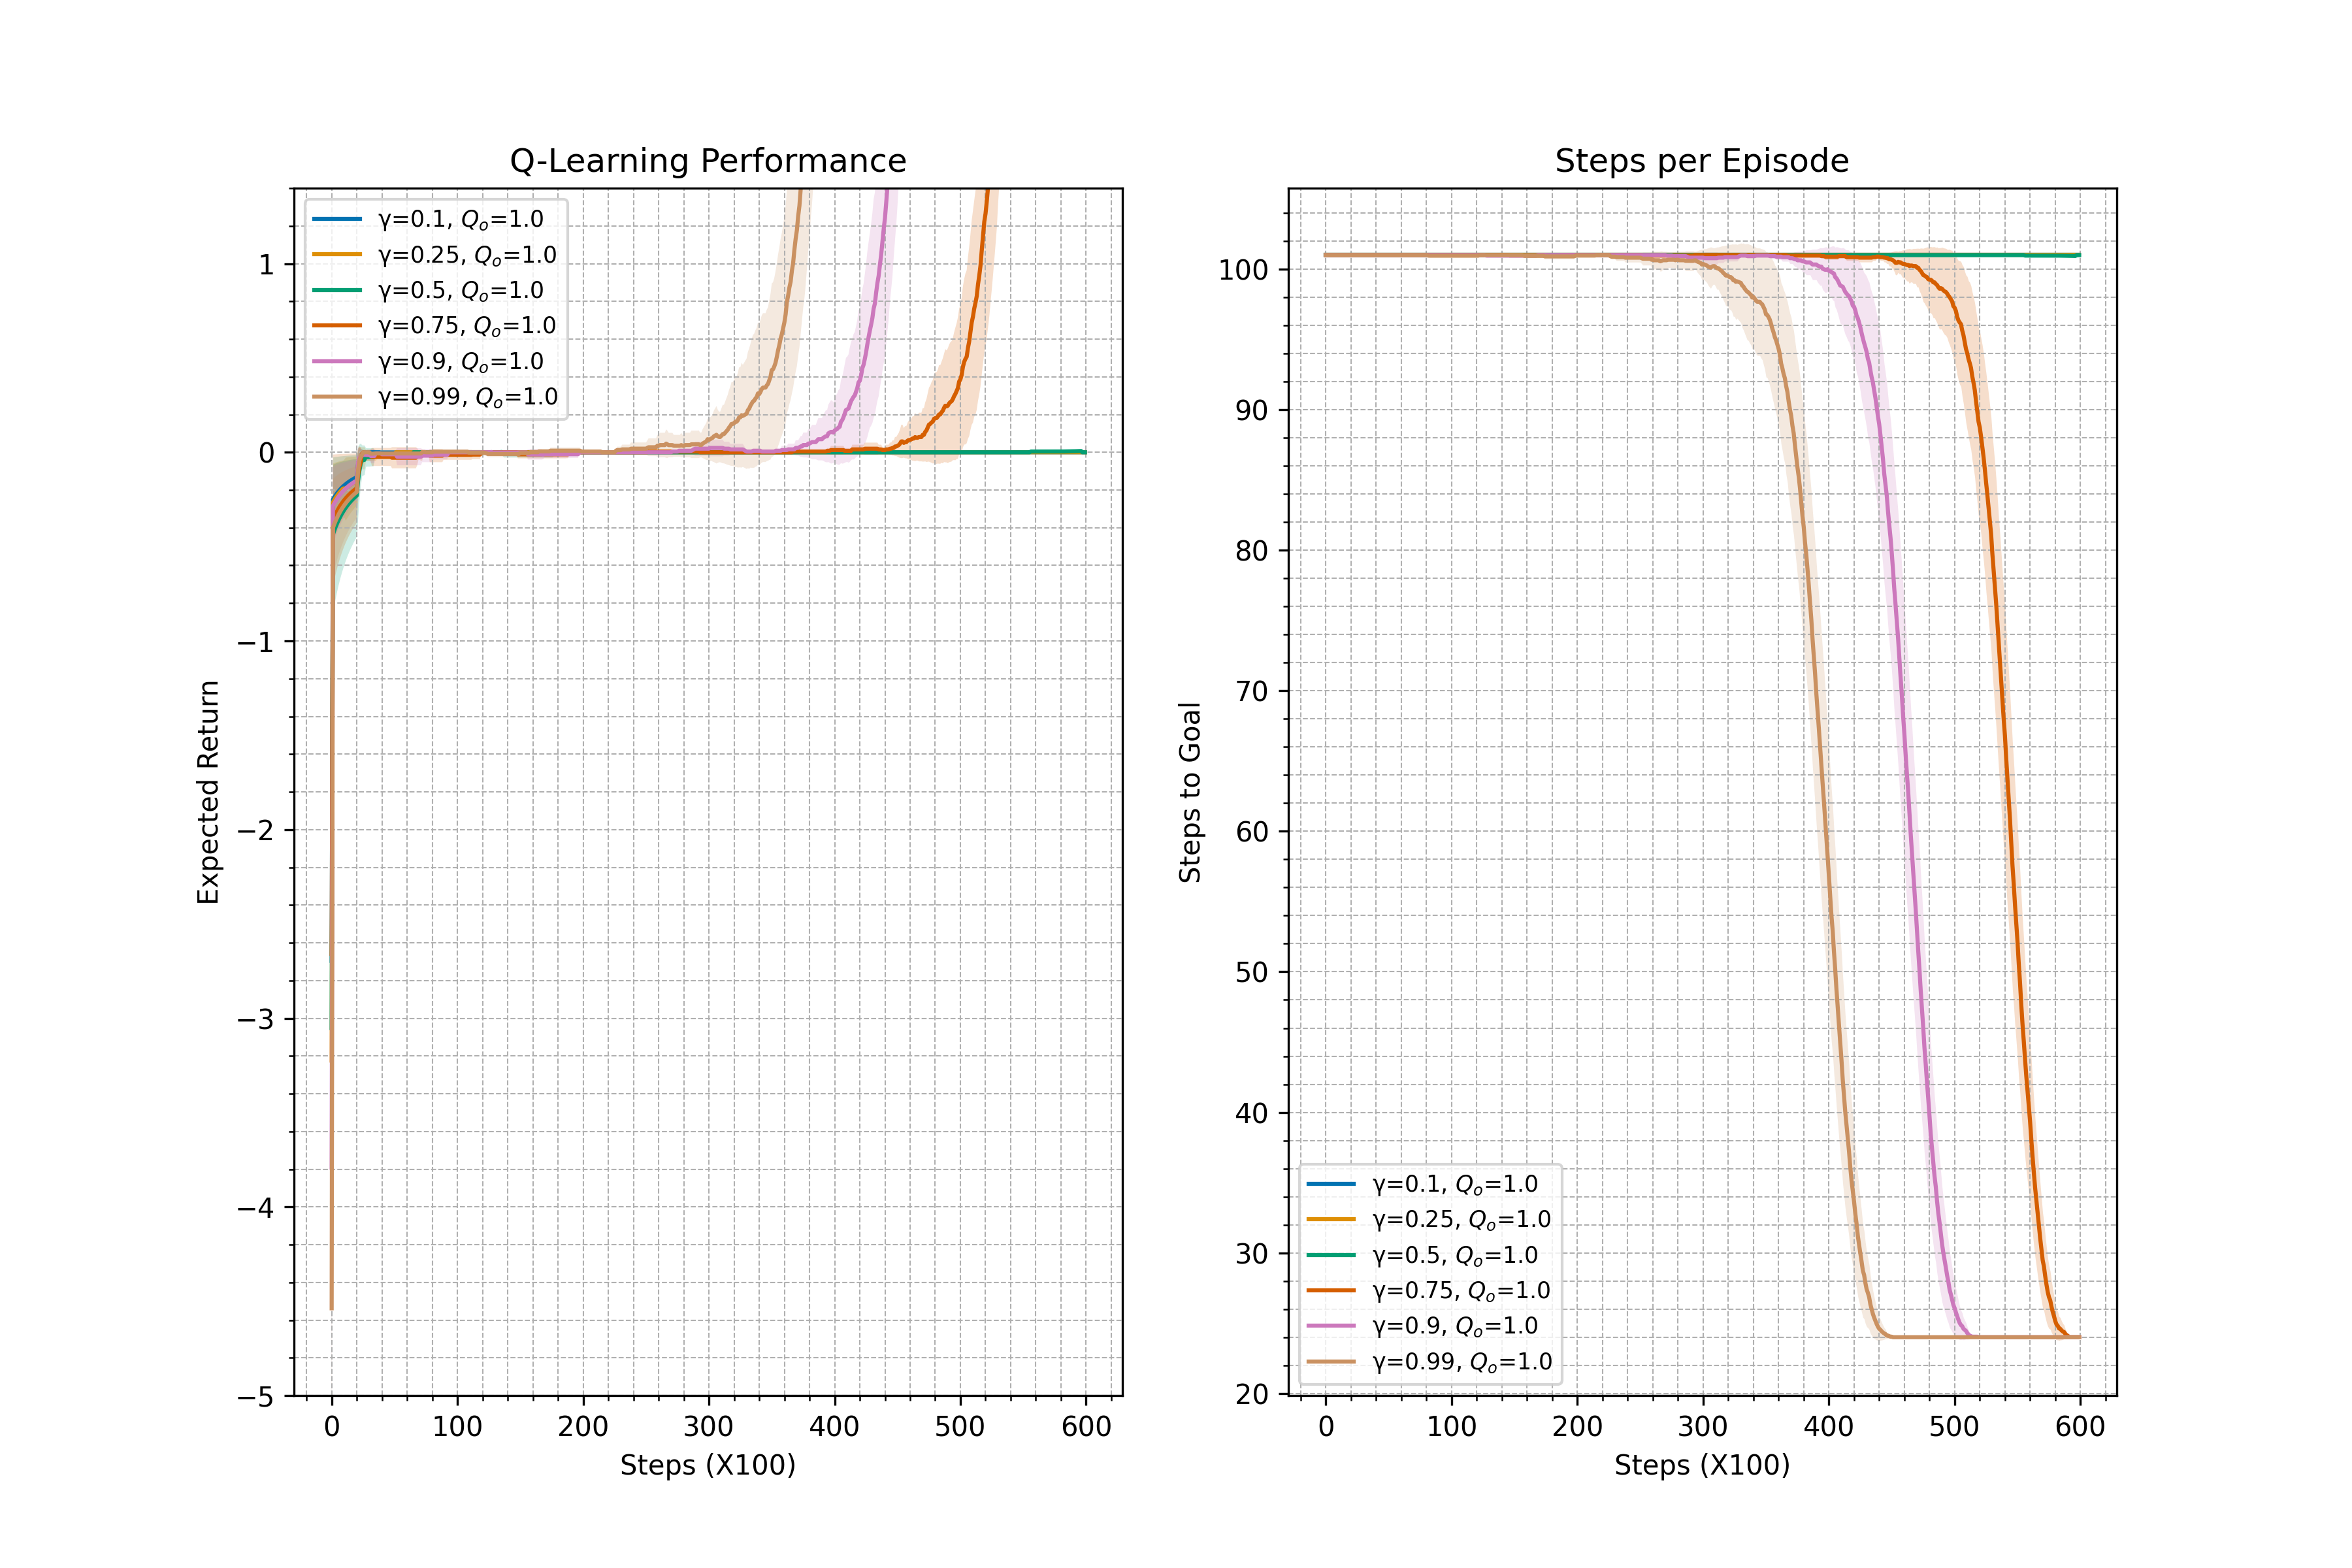 Q-Learning Performance
γ=0.1, Qₒ=1.0
γ=0.25, Qₒ=1.0
γ=0.5, Qₒ=1.0
γ=0.75, Qₒ=1.0
γ=0.9, Qₒ=1.0
γ=0.99, Qₒ=1.0
1
0
−1
−2
−3
−4
−5
Expected Return
0 100 200 300 400 500 600
Steps (X100)
Steps per Episode
100
90
80
70
60
50
40
30
20
Steps to Goal
γ=0.1, Qₒ=1.0
γ=0.25, Qₒ=1.0
γ=0.5, Qₒ=1.0
γ=0.75, Qₒ=1.0
γ=0.9, Qₒ=1.0
γ=0.99, Qₒ=1.0
0 100 200 300 400 500 600
Steps (X100)